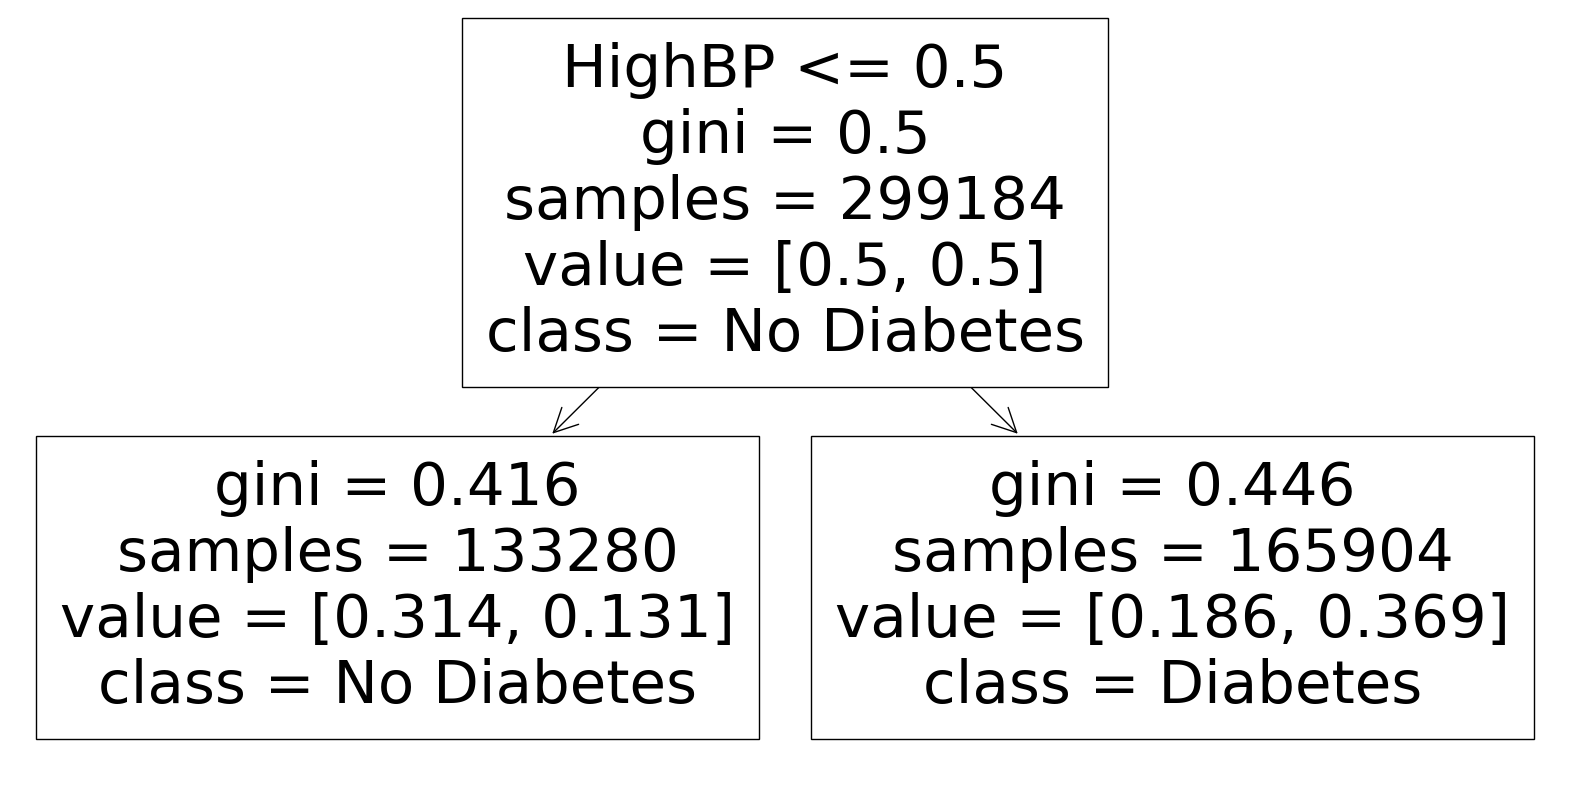 HighBP <= 0.5
gini = 0.5
samples = 299184
value = [0.5, 0.5]
class = No Diabetes
gini = 0.416
samples = 133280
value = [0.314, 0.131]
class = No Diabetes
gini = 0.446
samples = 165904
value = [0.186, 0.369]
class = Diabetes